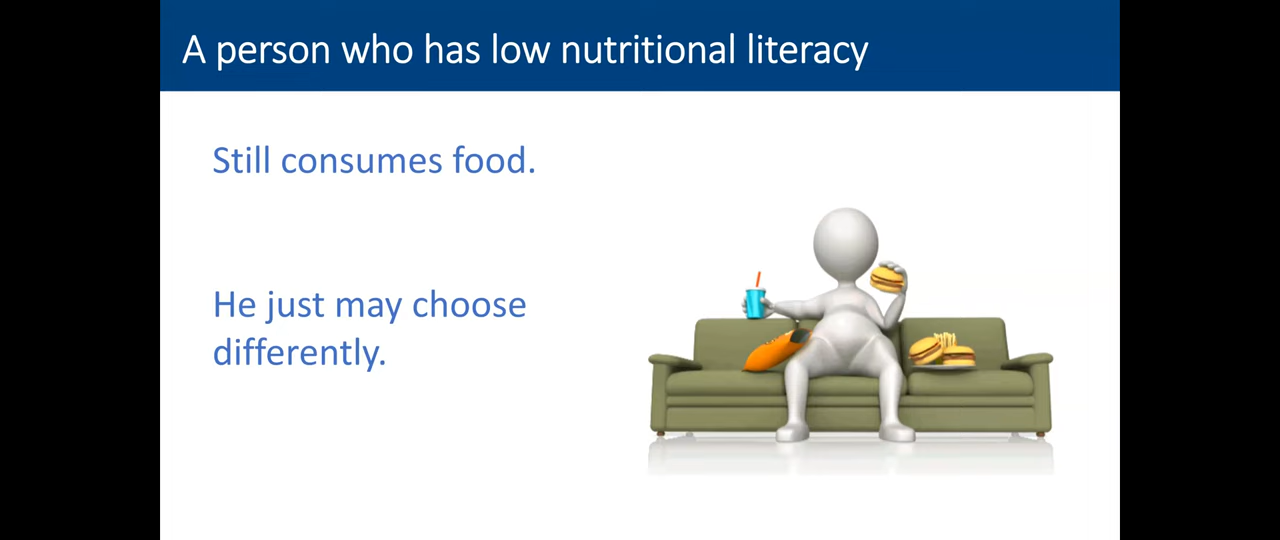 A person who has low nutritional literacy
Still consumes food.
He just may choose
differently.